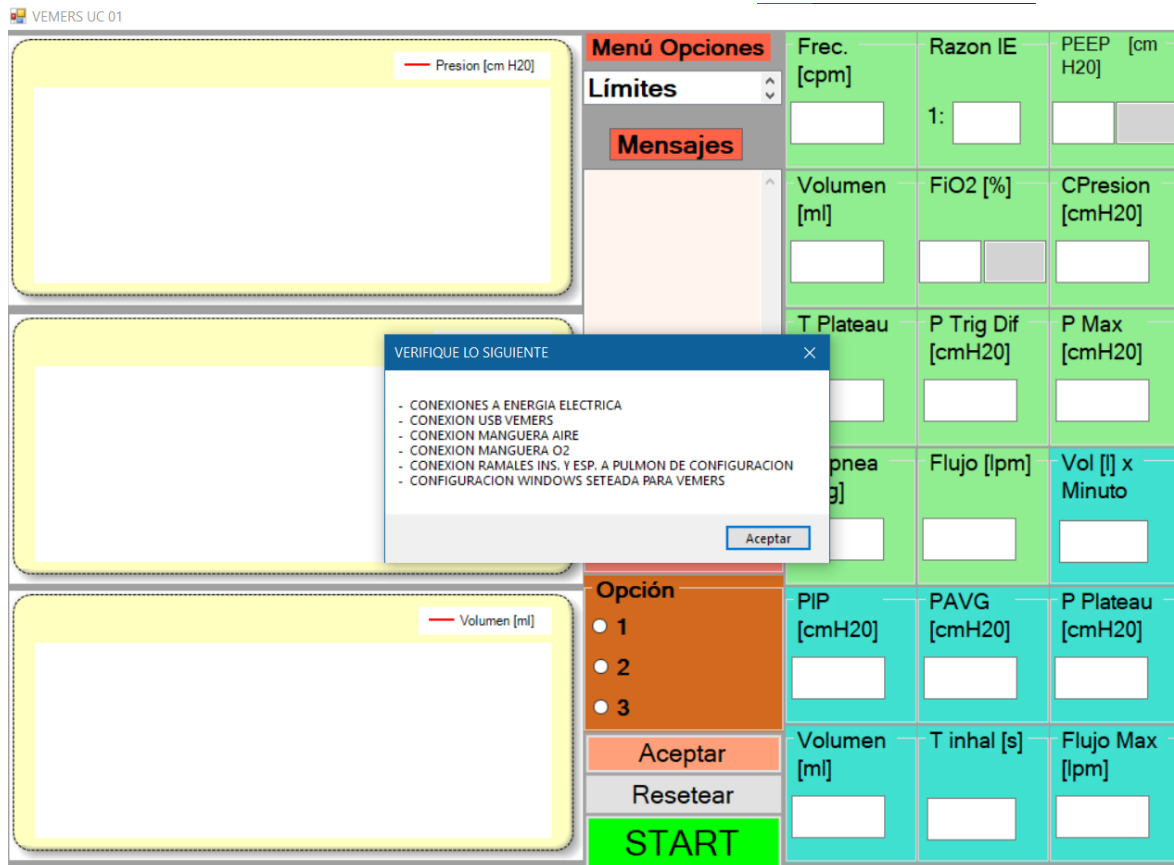 VEMERS UC 01
Presion [cm H20]
Menú Opciones
Límites
Mensajes
Frec.
[cpm]
Razon IE
1:
PEEP [cm
H20]
Volumen
[ml]
FiO2 [%]
CPresion
[cmH20]
T Plateau
P Trig Dif
[cmH20]
P Max
[cmH20]
VERIFIQUE LO SIGUIENTE
- CONEXIONES A ENERGIA ELECTRICA
- CONEXION USB VEMERS
- CONEXION MANGUERA AIRE
- CONEXION MANGUERA O2
- CONEXION RAMALES INS. Y ESP. A PULMON DE CONFIGURACION
- CONFIGURACION WINDOWS SETEADA PARA VEMERS
Aceptar
pnea
g]
Flujo [lpm]
Vol [l] x
Minuto
Volumen [ml]
Opción
1
2
3
Aceptar
Resetear
START
PIP
[cmH20]
PAVG
[cmH20]
P Plateau
[cmH20]
Volumen
[ml]
T inhal [s]
Flujo Max
[lpm]